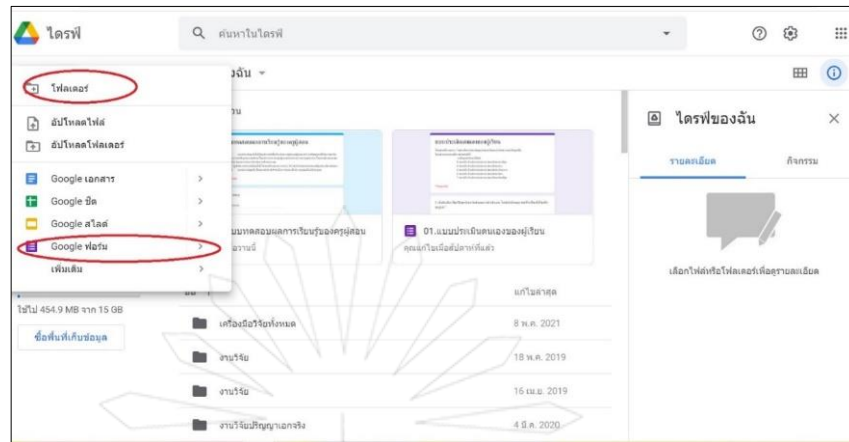 ไดรฟ์
ค้นหาในไดรฟ์
โฟลเดอร์
อัปโหลดไฟล์
อัปโหลดโฟลเดอร์
Google เอกสาร
Google ชีต
Google สไลด์
Google ฟอร์ม
เพิ่มเติม
ใช้ไป 454.9 MB จาก 15 GB
ซื้อพื้นที่เก็บข้อมูล
01.แบบประเมินตนเองของผู้เรียน
คุณแก้ไขเมื่อสัปดาห์ที่แล้ว
แก้ไขล่าสุด
เครื่องมือวิจัยทั้งหมด
8 พ.ค. 2021
งานวิจัย
18 พ.ค. 2019
งานวิจัย
16 เม.ย. 2019
งานวิจัยปริญญาเอกจริง
4 มี.ค. 2020
ไดรฟ์ของฉัน
รายละเอียด
กิจกรรม
เลือกไฟล์หรือโฟลเดอร์เพื่อดูรายละเอียด